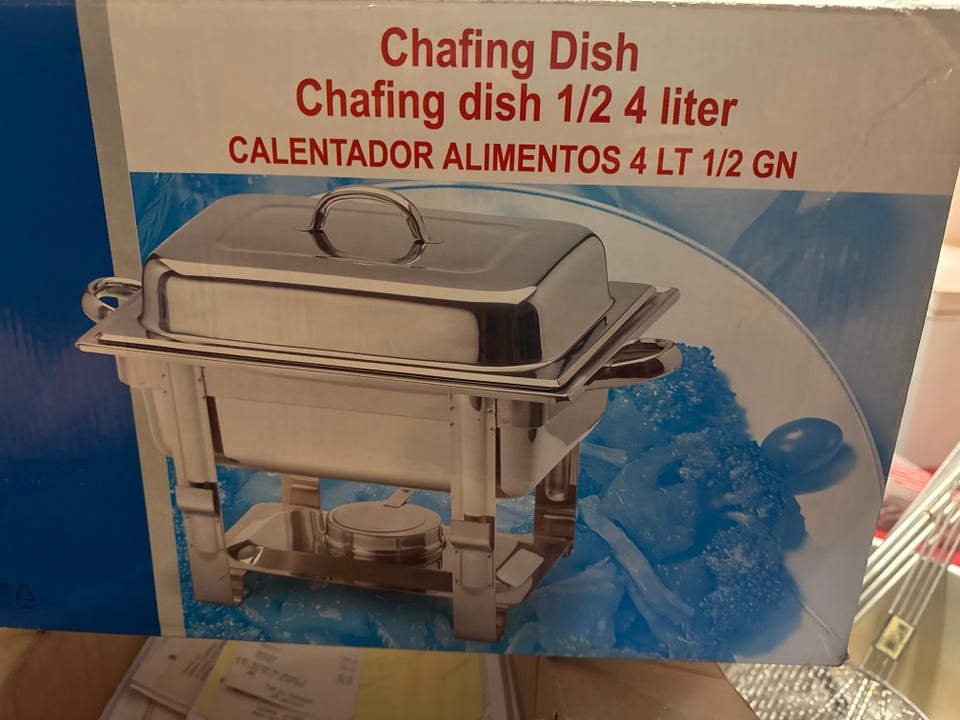 Chafing Dish
Chafing dish 1/2 4 liter
CALENTADOR ALIMENTOS 4 LT 1/2 GN